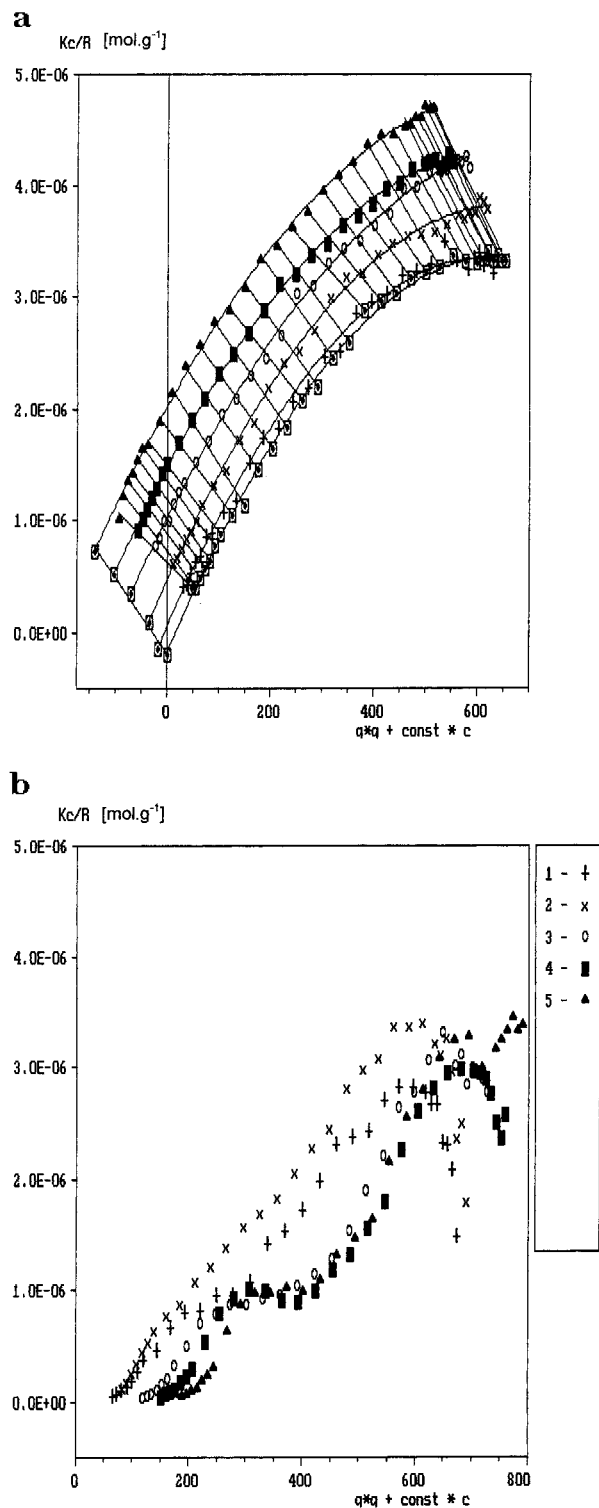 a
Kc/R [mol.g⁻¹]
5.0E-06
4.0E-06
3.0E-06
2.0E-06
1.0E-06
0.0E+00
0 200 400 600
q*q + const * c
b
Kc/R [mol.g⁻¹]
5.0E-06
4.0E-06
3.0E-06
2.0E-06
1.0E-06
0.0E+00
0 200 400 600 800
q*q + const * c
1 -
2 -
3 -
4 -
5 -